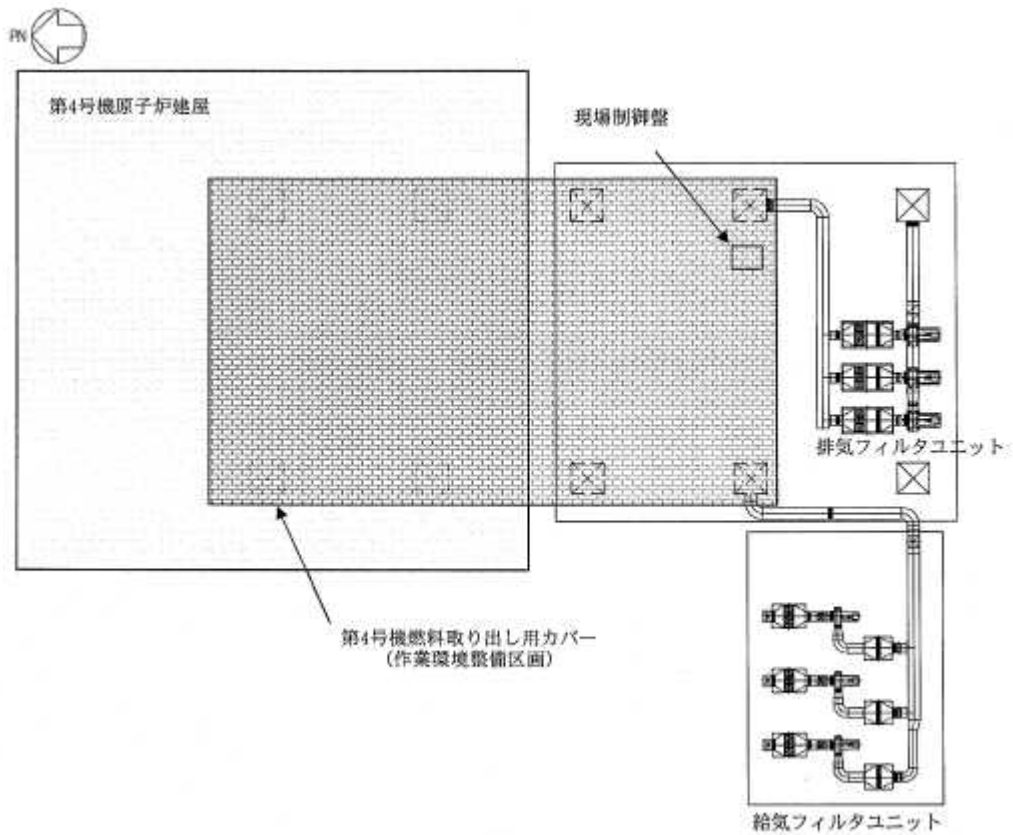 PN
第4号機原子炉建屋
現場制御盤
排気フィルタユニット
第4号機燃料取り出し用カバー
(作業環境整備区画)
給気フィルタユニット